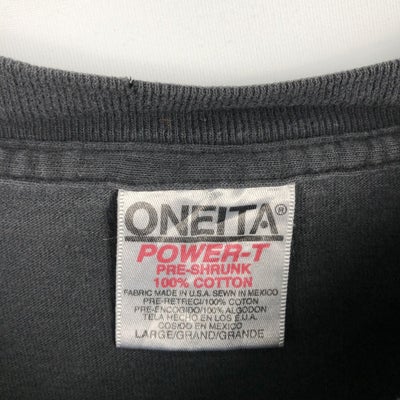 ONEITA®
POWER-T
PRE-SHRUNK
100% COTTON
FABRIC MADE IN U.S.A. SEWN IN MEXICO
PRE-RETRECI/100% COTON
PRE-ENCOGIDO/100% ALGODON
TELA HECHO EN LOS E.U.A.
COSIDO EN MEXICO
LARGE/GRAND/GRANDE